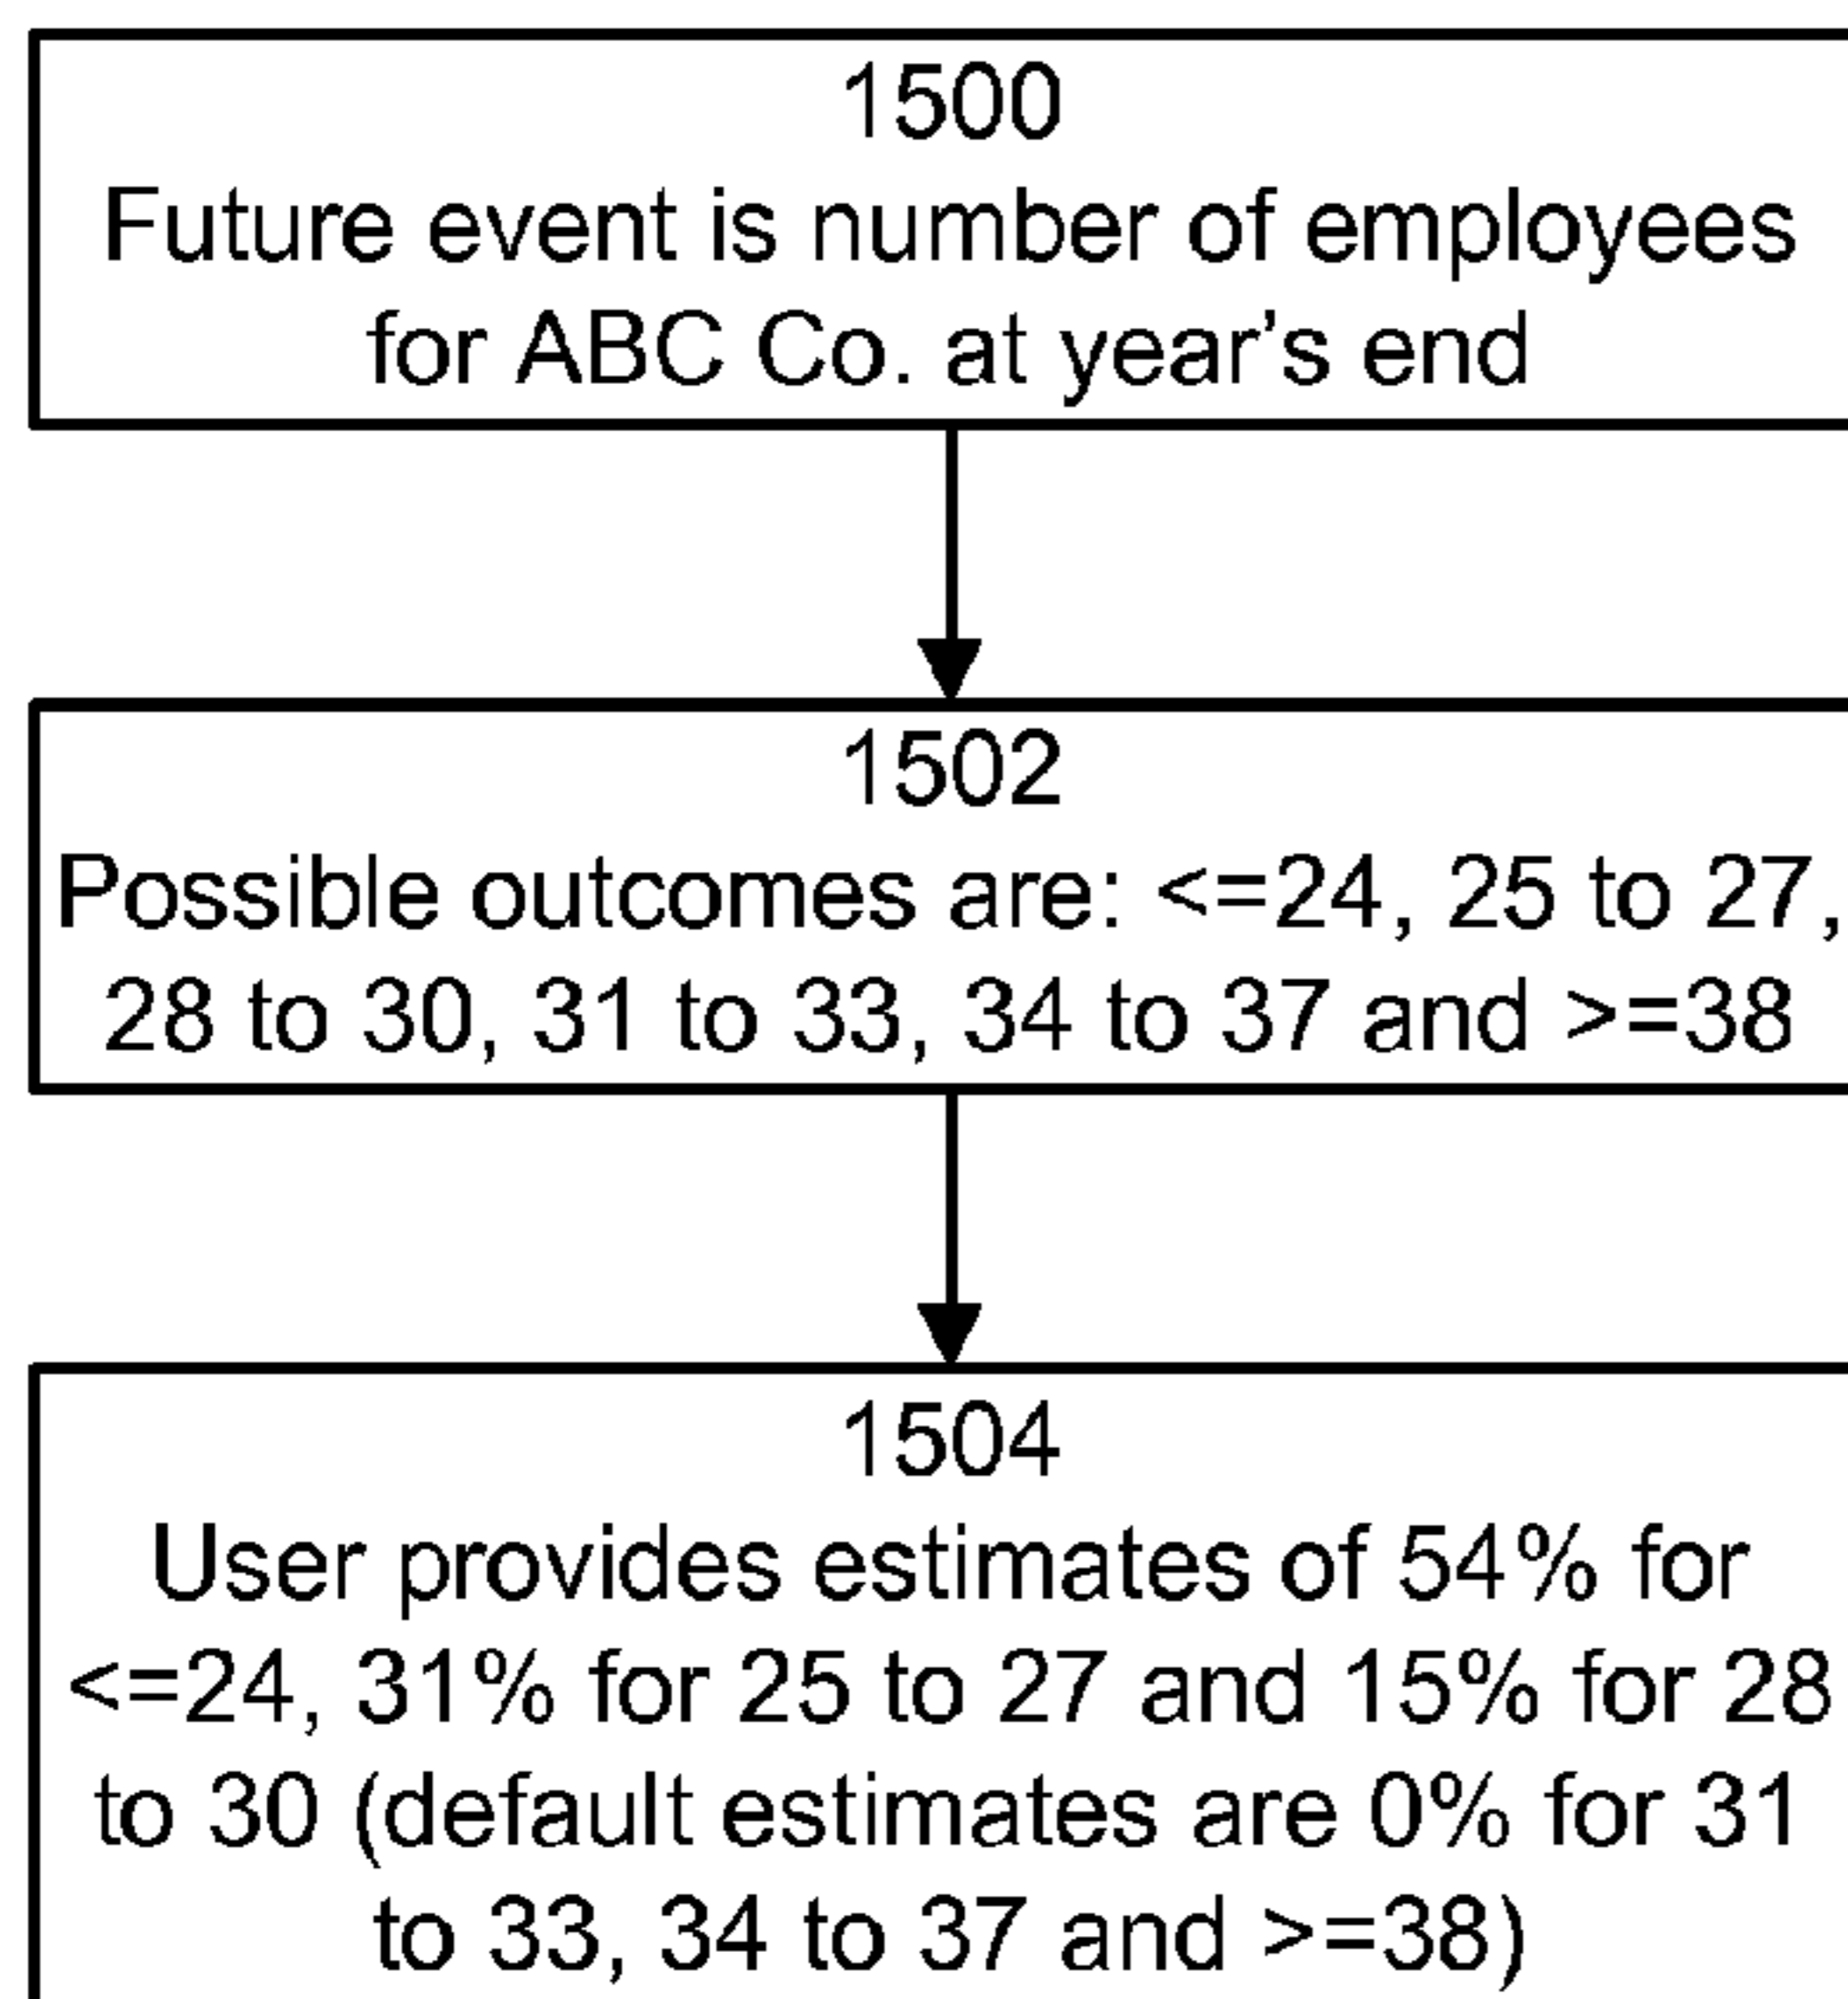 1500
Future event is number of employees
for ABC Co. at year’s end
1502
Possible outcomes are: <=24, 25 to 27,
28 to 30, 31 to 33, 34 to 37 and >=38
1504
User provides estimates of 54% for
<=24, 31% for 25 to 27 and 15% for 28
to 30 (default estimates are 0% for 31
to 33, 34 to 37 and >=38)